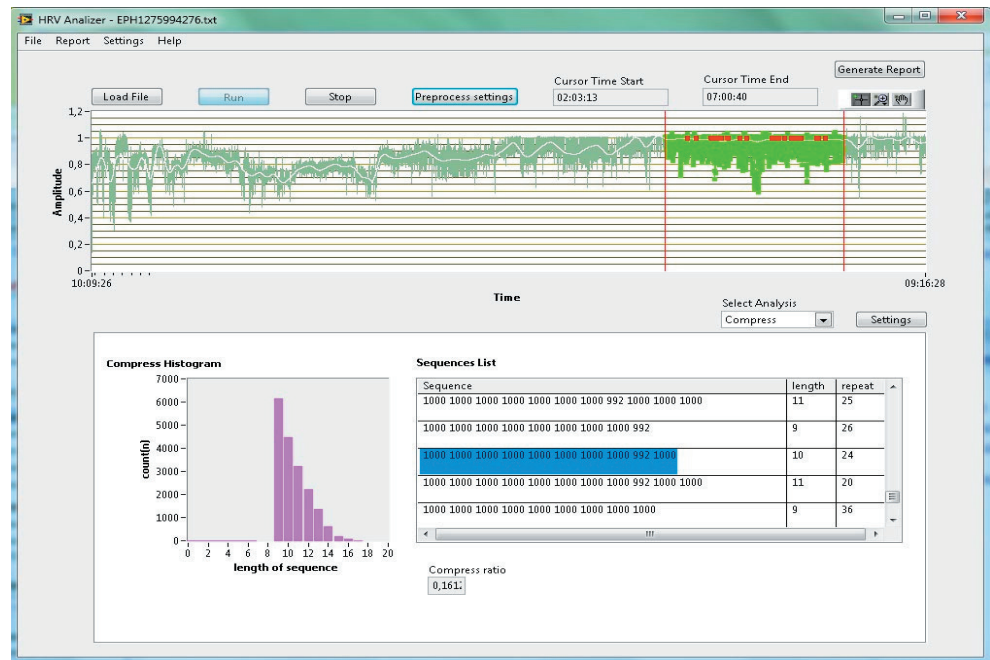 HRV Analizer - EPH1275994276.txt
File Report Settings Help
Generate Report
Cursor Time Start Cursor Time End
Load File Run Stop Preprocess settings 02:03:13 07:00:40
1,2
1
0,8
0,6
0,4
0,2
0
Amplitude
10:09:26 09:16:28
Time
Select Analysis
Compress Settings
Compress Histogram
7000
6000
5000
4000
3000
2000
1000
0
count(n)
0 2 4 6 8 10 12 14 16 18 20
length of sequence
Sequences List
Sequence length repeat
1000 1000 1000 1000 1000 1000 1000 992 1000 1000 1000 11 25
1000 1000 1000 1000 1000 1000 1000 1000 992 9 26
1000 1000 1000 1000 1000 1000 1000 1000 992 1000 10 24
1000 1000 1000 1000 1000 1000 1000 1000 992 1000 1000 11 20
1000 1000 1000 1000 1000 1000 1000 1000 1000 9 36
Compress ratio
0,161